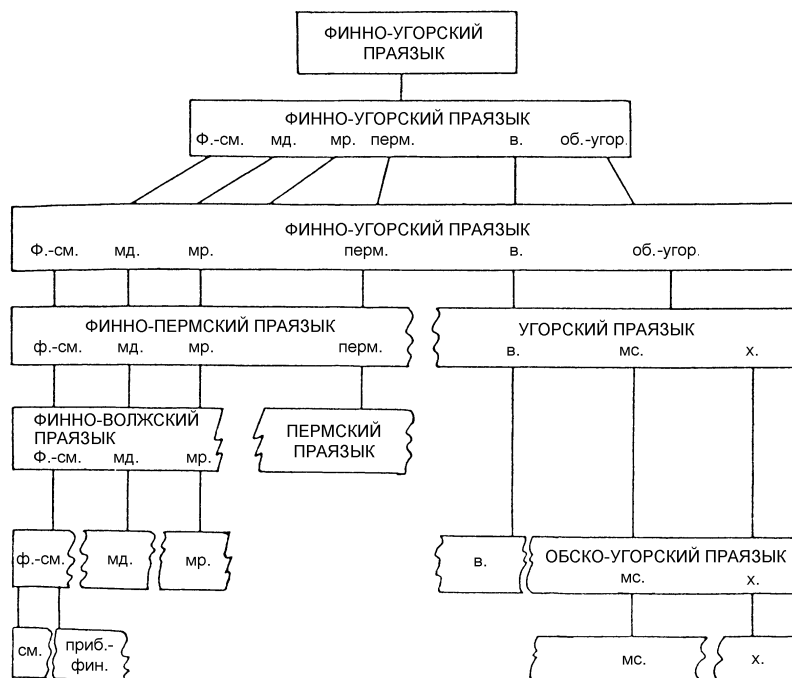 ФИННО-УГОРСКИЙ
ПРАЯЗЫК
ФИННО-УГОРСКИЙ ПРАЯЗЫК
Ф.-см. мд. мр. перм. в. об.-угор.
ФИННО-УГОРСКИЙ ПРАЯЗЫК
Ф.-см. мд. мр. перм. в. об.-угор.
ФИННО-ПЕРМСКИЙ ПРАЯЗЫК
ф.-см. мд. мр. перм.
УГОРСКИЙ ПРАЯЗЫК
в. мс. х.
ФИННО-ВОЛЖСКИЙ
ПРАЯЗЫК
Ф.-см. мд. мр.
ПЕРМСКИЙ
ПРАЯЗЫК
ф.-см. мд. мр.
в.
ОБСКО-УГОРСКИЙ ПРАЯЗЫК
мс. х.
см.
приб.-
фин.
мс. х.